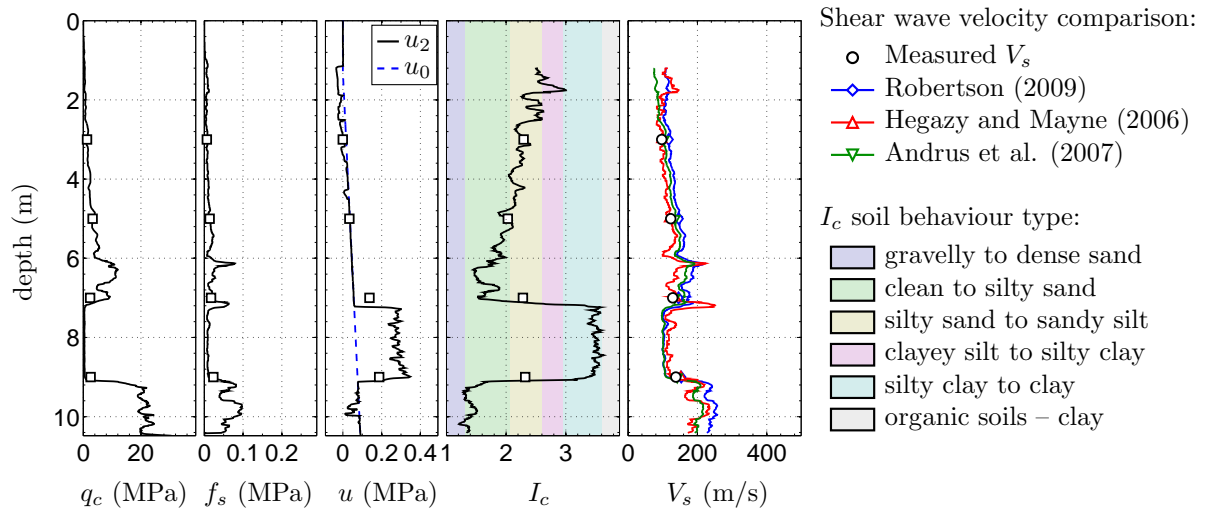 Shear wave velocity comparison:
Measured V_s
Robertson (2009)
Hegazy and Mayne (2006)
Andrus et al. (2007)
I_c soil behaviour type:
gravelly to dense sand
clean to silty sand
silty sand to sandy silt
clayey silt to silty clay
silty clay to clay
organic soils – clay
u_2
u_0
depth (m)
0
2
4
6
8
10
0 20 0 0.1 0.2 0 0.2 0.4 1 2 3 0 200 400
q_c (MPa) f_s (MPa) u (MPa) I_c V_s (m/s)